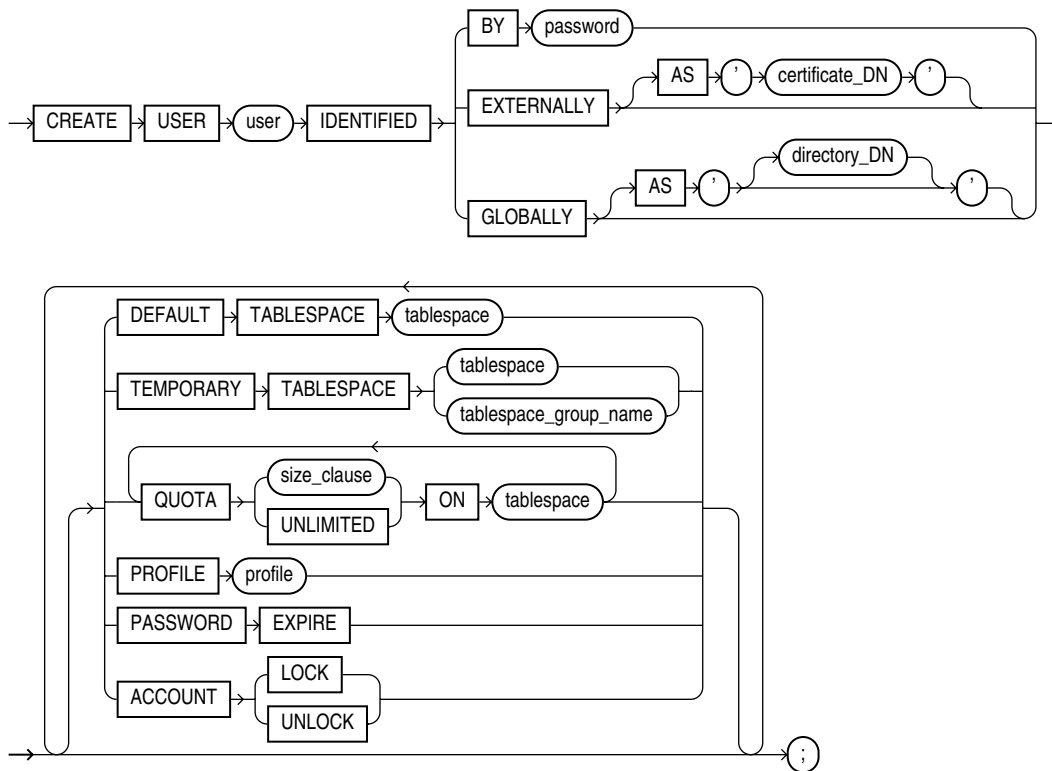 BY password
AS ' certificate_DN '
CREATE USER user IDENTIFIED EXTERNALLY
directory_DN
AS ' '
GLOBALLY
DEFAULT TABLESPACE tablespace
tablespace
TEMPORARY TABLESPACE
tablespace_group_name
size_clause
QUOTA ON tablespace
UNLIMITED
PROFILE profile
PASSWORD EXPIRE
LOCK
ACCOUNT
UNLOCK
;